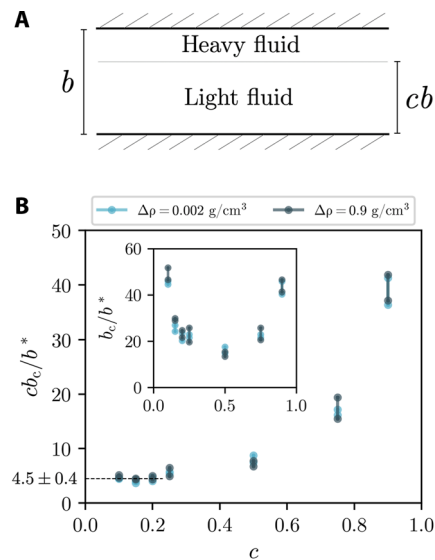 A
Heavy fluid
b
Light fluid
cb
B
Δρ = 0.002 g/cm³
Δρ = 0.9 g/cm³
50
40
30
20
10
0
cb_c/b*
4.5 ± 0.4
60
40
20
0
b_c/b*
0.0 0.5 1.0
0.0 0.2 0.4 0.6 0.8 1.0
c